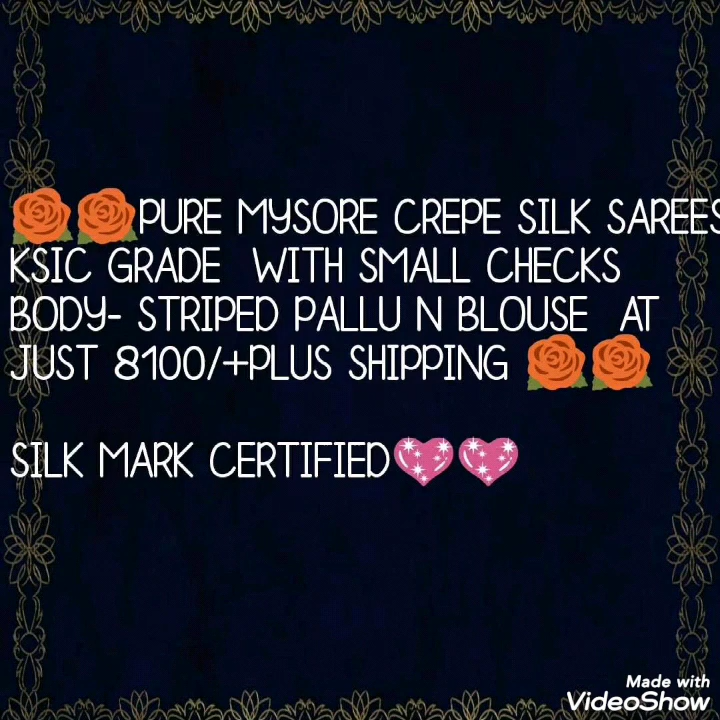 🌹🌹PURE MYSORE CREPE SILK SAREES
KSIC GRADE WITH SMALL CHECKS
BODY- STRIPED PALLU N BLOUSE AT
JUST 8100/+PLUS SHIPPING 🌹🌹
SILK MARK CERTIFIED💖💖
Made with
VideoShow